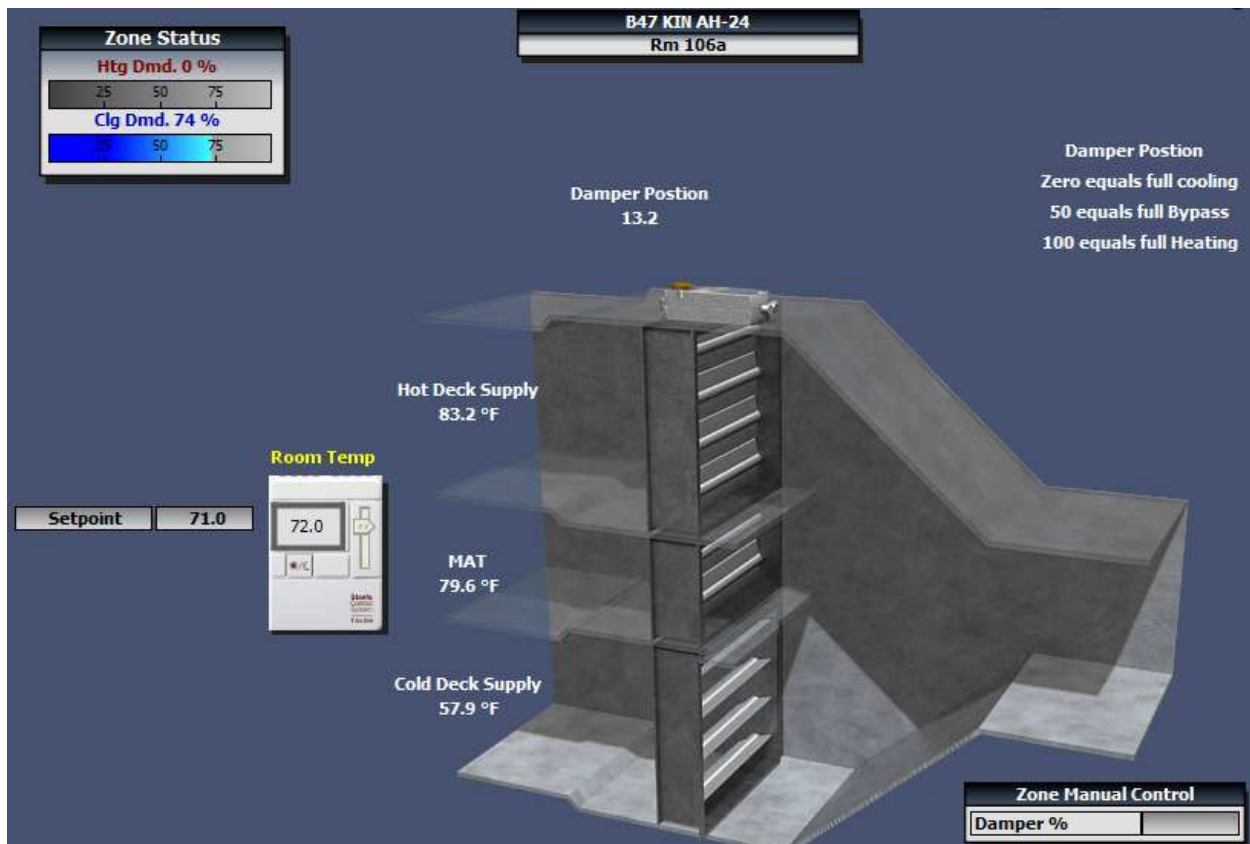 B47 KIN AH-24
Rm 106a
Zone Status
Htg Dmd. 0 %
25 50 75
Clg Dmd. 74 %
25 50 75
Damper Postion
13.2
Damper Postion
Zero equals full cooling
50 equals full Bypass
100 equals full Heating
Hot Deck Supply
83.2 °F
Room Temp
72.0
Setpoint 71.0
MAT
79.6 °F
Cold Deck Supply
57.9 °F
Zone Manual Control
Damper %